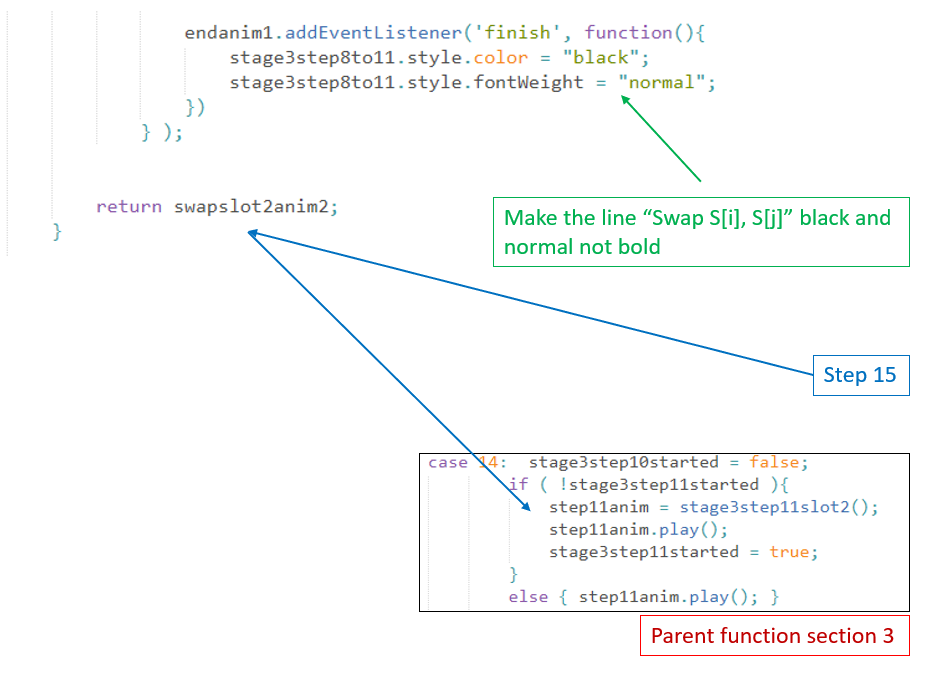 endanim1.addEventListener('finish', function(){
stage3step8to11.style.color = "black";
stage3step8to11.style.fontWeight = "normal";
})
} );
return swapslot2anim2;
}
Make the line “Swap S[i], S[j]” black and
normal not bold
Step 15
case 14:  stage3step10started = false;
if ( !stage3step11started ){
step11anim = stage3step11slot2();
step11anim.play();
stage3step11started = true;
}
else { step11anim.play(); }
Parent function section 3